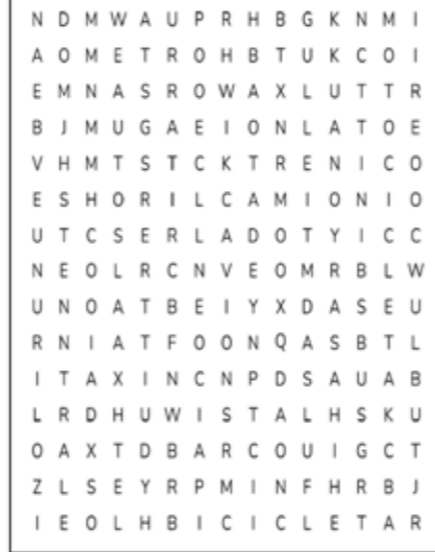 N D M W A U P R H B G K N M I
A O M E T R O H B T U K C O I
E M N A S R O W A X L U T T R
B J M U G A E I O N L A T O E
V H M T S T C K T R E N I C O
E S H O R I L C A M I O N I O
U T C S E R L A D O T Y I C C
N E O L R C N V E O M R B L W
U N O A T B E I Y X D A S E U
R N I A T F O O N Q A S B T L
I T A X I N C N P D S A U A B
L R D H U W I S T A L H S K U
O A X T D B A R C O U I G C T
Z L S E Y R P M I N F H R B J
I E O L H B I C I C L E T A R